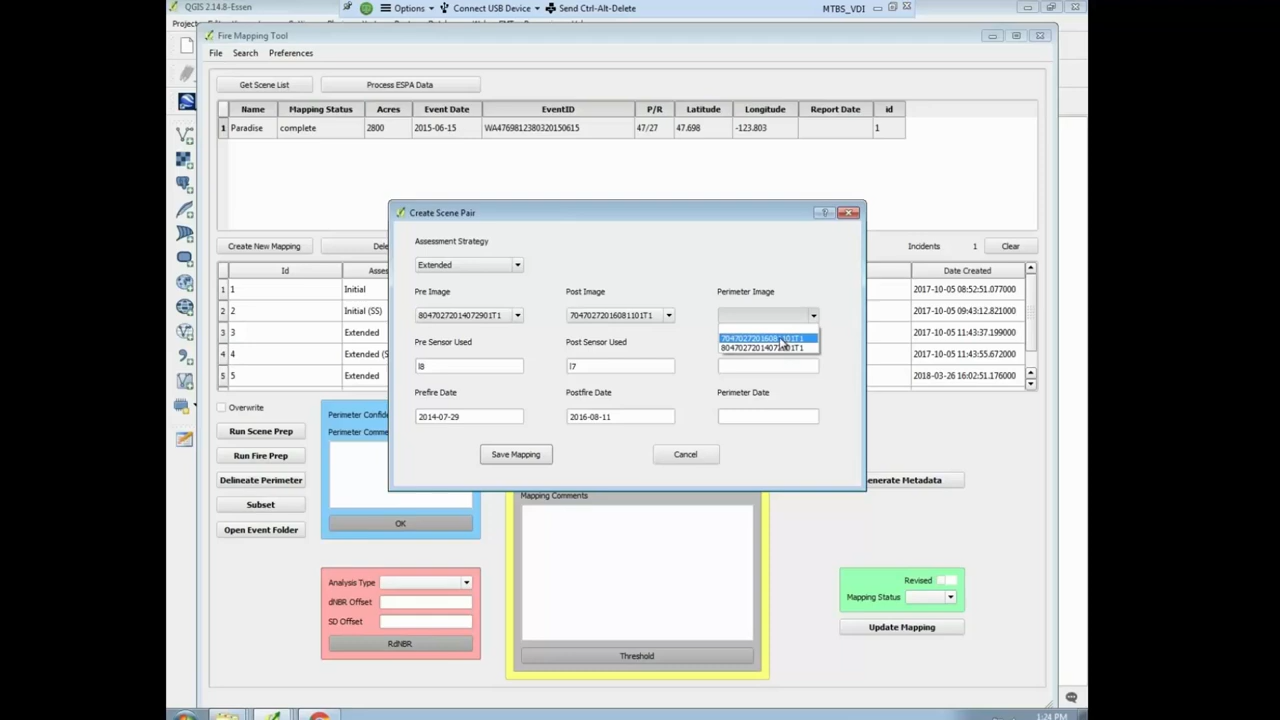 QGIS 2.14.8-Essen
Options
Connect USB Device
Send Ctrl-Alt-Delete
MTBS_VDI
Fire Mapping Tool
File Search Preferences
Get Scene List
Process ESPA Data
Name Mapping Status Acres Event Date EventID P/R Latitude Longitude Report Date id
1 Paradise complete 2800 2015-06-15 WA4769812380320150615 47/27 47.698 -123.803 1
Create Scene Pair
Assessment Strategy
Extended
Create New Mapping
Incidents 1
Clear
Id
Date Created
1 1 Initial 2017-10-05 08:52:51.077000
2 2 Initial (SS) 2017-10-05 09:43:12.821000
3 3 Extended 2017-10-05 11:43:37.199000
4 4 Extended 2017-10-05 11:43:55.672000
5 5 Extended 2018-03-26 16:02:51.176000
Pre Image Post Image Perimeter Image
80470272014072901T1
70470272016081101T1
70470272016081101T1
80470272014072901T1
Pre Sensor Used Post Sensor Used
l8
l7
Prefire Date Postfire Date Perimeter Date
2014-07-29
2016-08-11
Save Mapping
Cancel
Overwrite
Run Scene Prep
Run Fire Prep
Delineate Perimeter
Subset
Open Event Folder
OK
Mapping Comments
Threshold
Analysis Type
dNBR Offset
SD Offset
RdNBR
Revised
Mapping Status
Update Mapping
1:24 PM